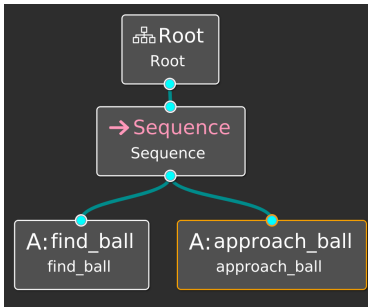 Root
Root
Sequence
Sequence
A:find_ball
find_ball
A:approach_ball
approach_ball